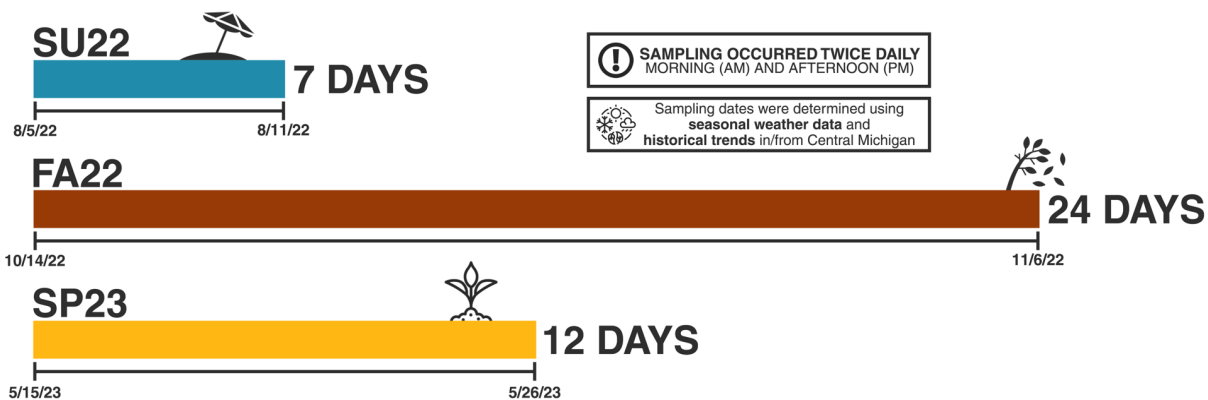 SU22
7 DAYS
8/5/22
8/11/22
SAMPLING OCCURRED TWICE DAILY
MORNING (AM) AND AFTERNOON (PM)
Sampling dates were determined using
seasonal weather data and
historical trends in/from Central Michigan
FA22
24 DAYS
10/14/22
11/6/22
SP23
12 DAYS
5/15/23
5/26/23